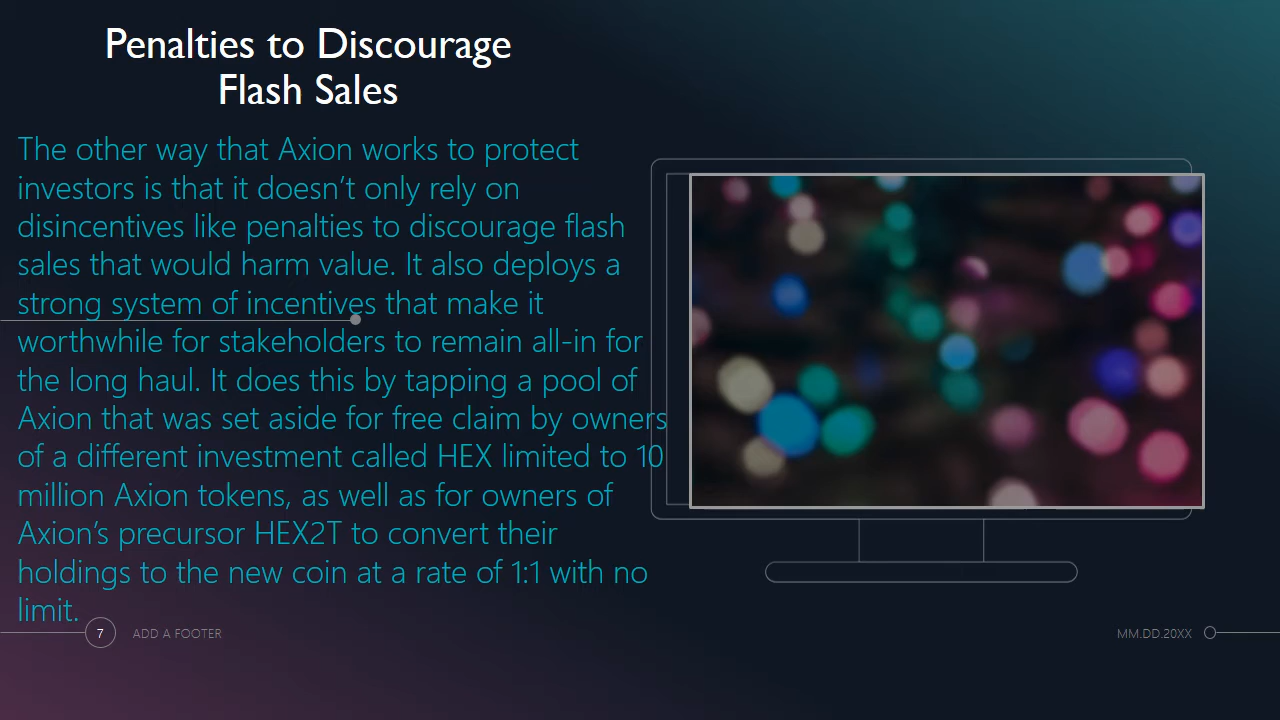 Penalties to Discourage
Flash Sales
The other way that Axion works to protect
investors is that it doesn’t only rely on
disincentives like penalties to discourage flash
sales that would harm value. It also deploys a
strong system of incentives that make it
worthwhile for stakeholders to remain all-in for
the long haul. It does this by tapping a pool of
Axion that was set aside for free claim by owners
of a different investment called HEX limited to 10
million Axion tokens, as well as for owners of
Axion’s precursor HEX2T to convert their
holdings to the new coin at a rate of 1:1 with no
limit.
7
ADD A FOOTER
MM.DD.20XX